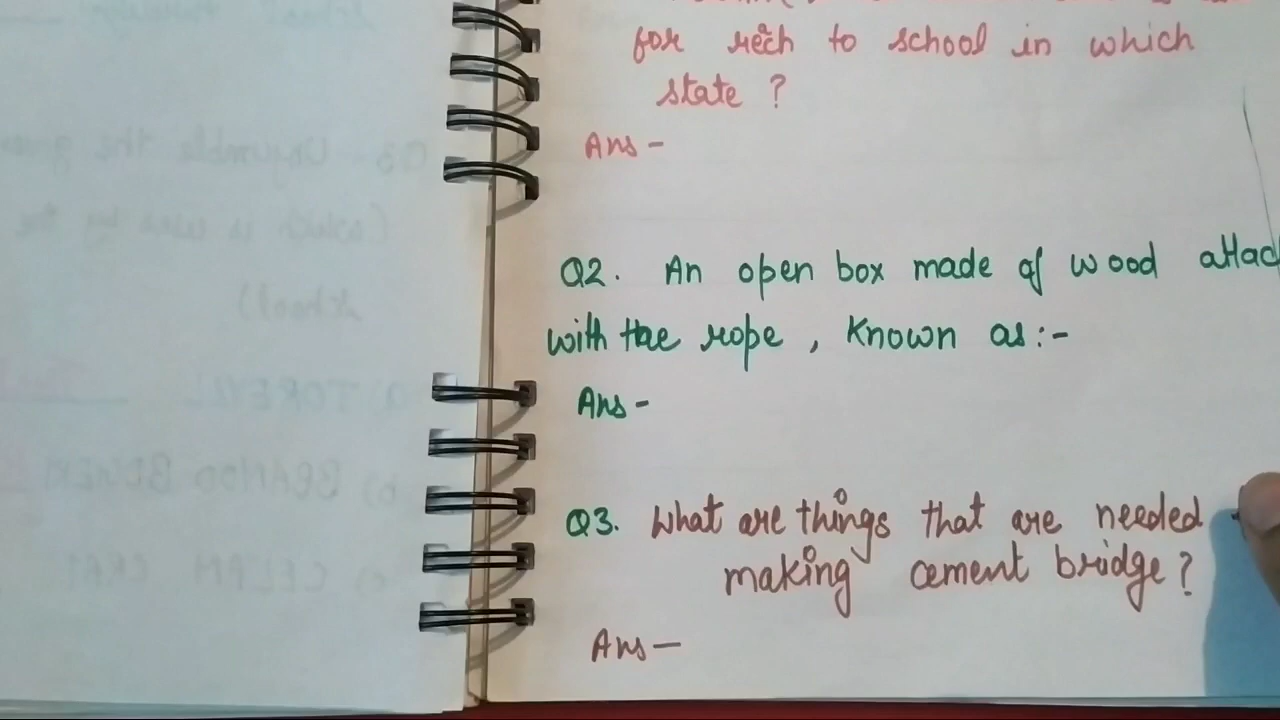 for rech to school in which
state ?
Ans -
Q2. An open box made of wood attac
with the rope , known as :-
Ans -
Q3. What are things that are needed
making cement bridge ?
Ans -